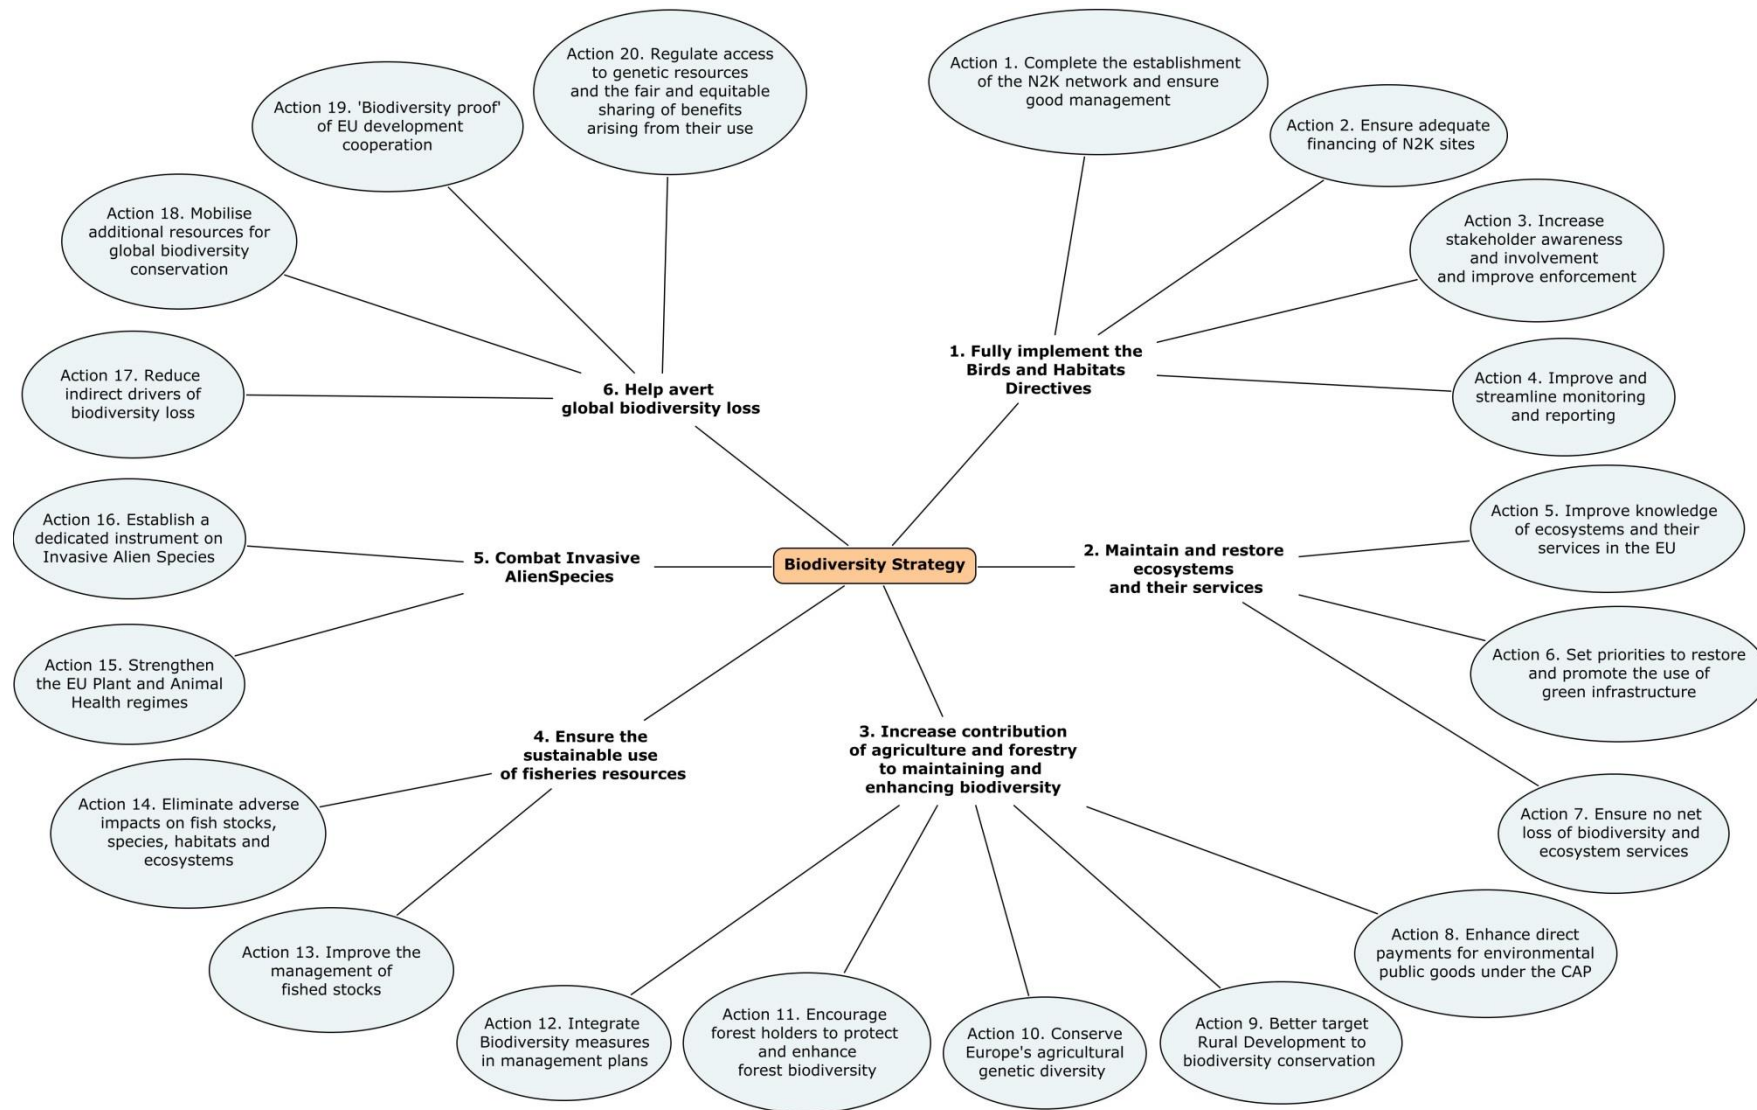 Action 20. Regulate access
to genetic resources
and the fair and equitable
sharing of benefits
arising from their use
Action 1. Complete the establishment
of the N2K network and ensure
good management
Action 19. 'Biodiversity proof'
of EU development
cooperation
Action 2. Ensure adequate
financing of N2K sites
Action 18. Mobilise
additional resources for
global biodiversity
conservation
Action 3. Increase
stakeholder awareness
and involvement
and improve enforcement
1. Fully implement the
Birds and Habitats
Directives
Action 17. Reduce
indirect drivers of
biodiversity loss
6. Help avert
global biodiversity loss
Action 4. Improve and
streamline monitoring
and reporting
Action 16. Establish a
dedicated instrument on
Invasive Alien Species
5. Combat Invasive
AlienSpecies
Biodiversity Strategy
2. Maintain and restore
ecosystems
and their services
Action 5. Improve knowledge
of ecosystems and their
services in the EU
Action 15. Strengthen
the EU Plant and Animal
Health regimes
Action 6. Set priorities to restore
and promote the use of
green infrastructure
4. Ensure the
sustainable use
of fisheries resources
3. Increase contribution
of agriculture and forestry
to maintaining and
enhancing biodiversity
Action 14. Eliminate adverse
impacts on fish stocks,
species, habitats and
ecosystems
Action 7. Ensure no net
loss of biodiversity and
ecosystem services
Action 13. Improve the
management of
fished stocks
Action 8. Enhance direct
payments for environmental
public goods under the CAP
Action 12. Integrate
Biodiversity measures
in management plans
Action 11. Encourage
forest holders to protect
and enhance
forest biodiversity
Action 10. Conserve
Europe's agricultural
genetic diversity
Action 9. Better target
Rural Development to
biodiversity conservation